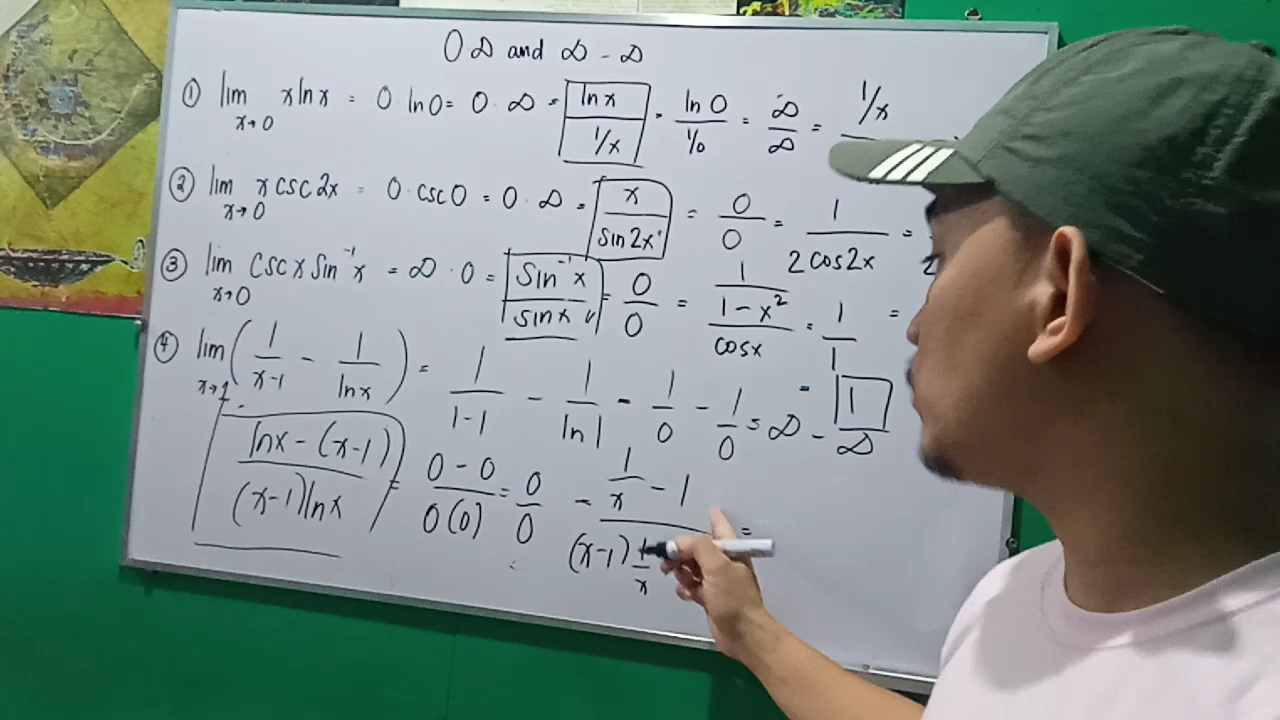 0∞ and ∞ - ∞
① lim x→0 x ln x = 0 · ln 0 = 0 · ∞ = ln x / 1/x = ln 0 / 1/0 = ∞/∞ = 1/x
② lim x→0 x csc 2x = 0 · csc 0 = 0 · ∞ = x / sin 2x = 0/0 = 1 / 2 cos 2x =
③ lim x→0 csc x sin⁻¹ x = ∞ · 0 = sin⁻¹ x / sin x = 0/0 = 1/(1 - x²) / cos x = 1/1 =
= 1
④ lim x→1 (1/(x-1) - 1/ln x) = 1/(1-1) - 1/ln 1 = 1/0 - 1/0 = ∞ - ∞
ln x - (x-1) / (x-1) ln x = 0 - 0 / 0(0) = 0/0 = 1/x - 1 / (x-1) 1/x =